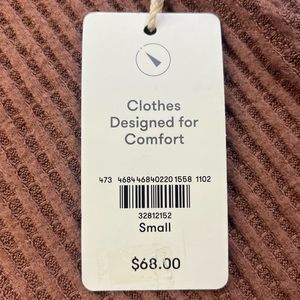 Clothes
Designed for
Comfort
473 4684 46840220 1558 1102
32812152
Small
$68.00